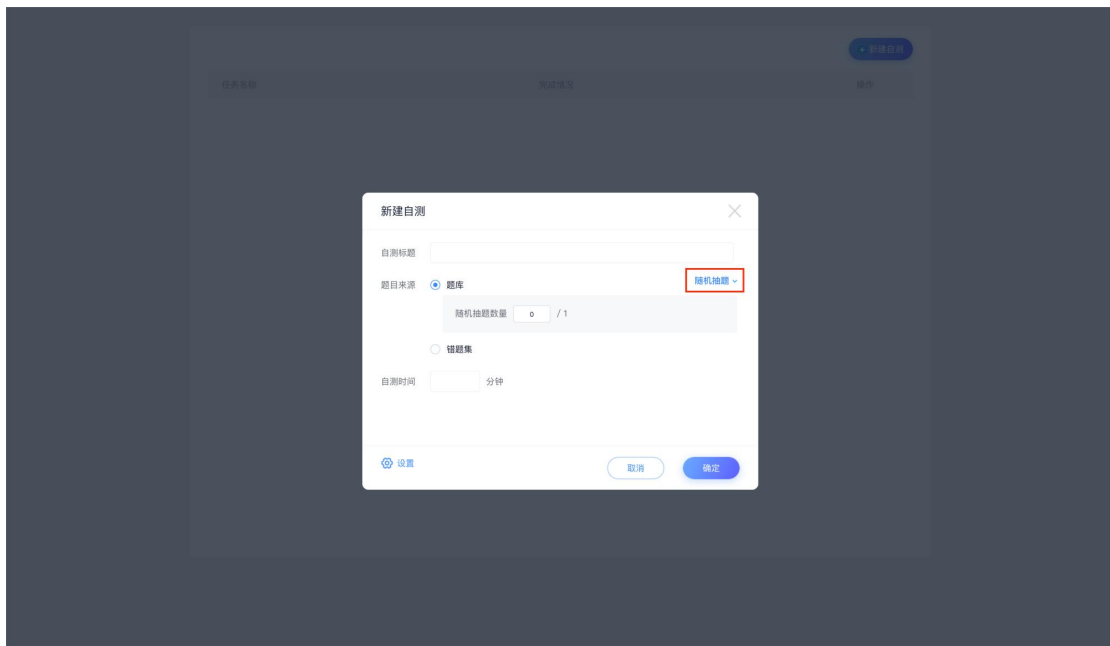 新建自测
任务名称 完成情况 操作
新建自测
自测标题
题目来源 题库 随机抽题
随机抽题数量 0 / 1
错题集
自测时间 分钟
设置 取消 确定